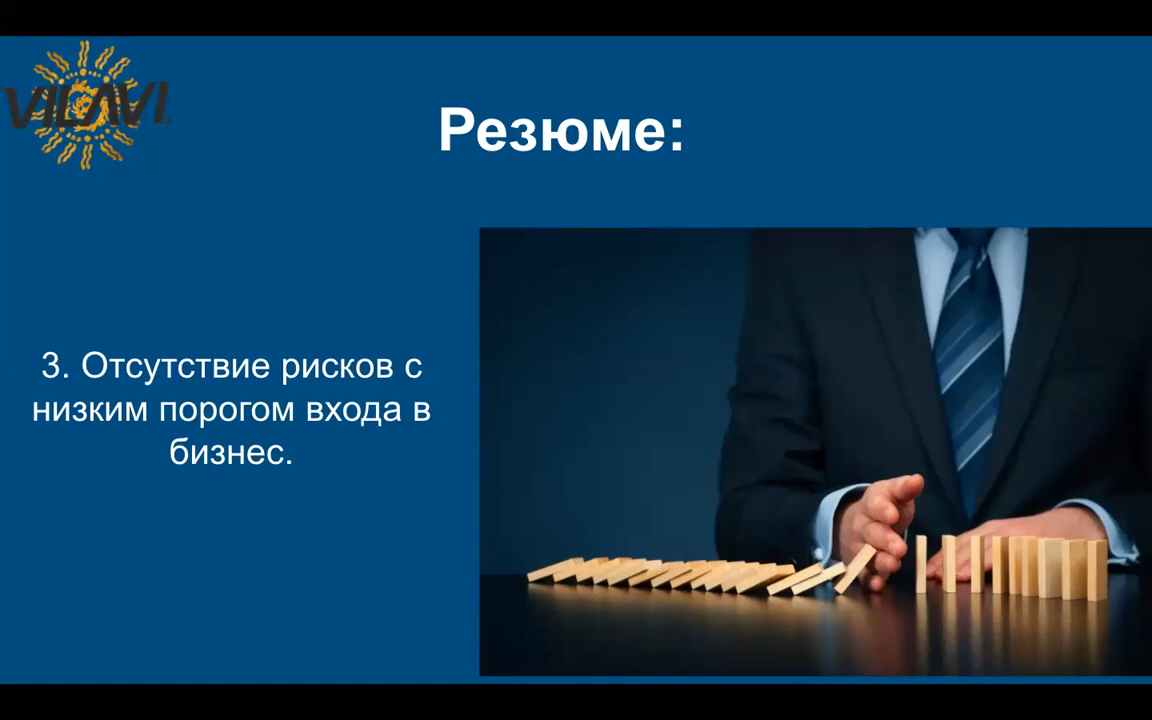 VILAVI
Резюме:
3. Отсутствие рисков с
низким порогом входа в
бизнес.